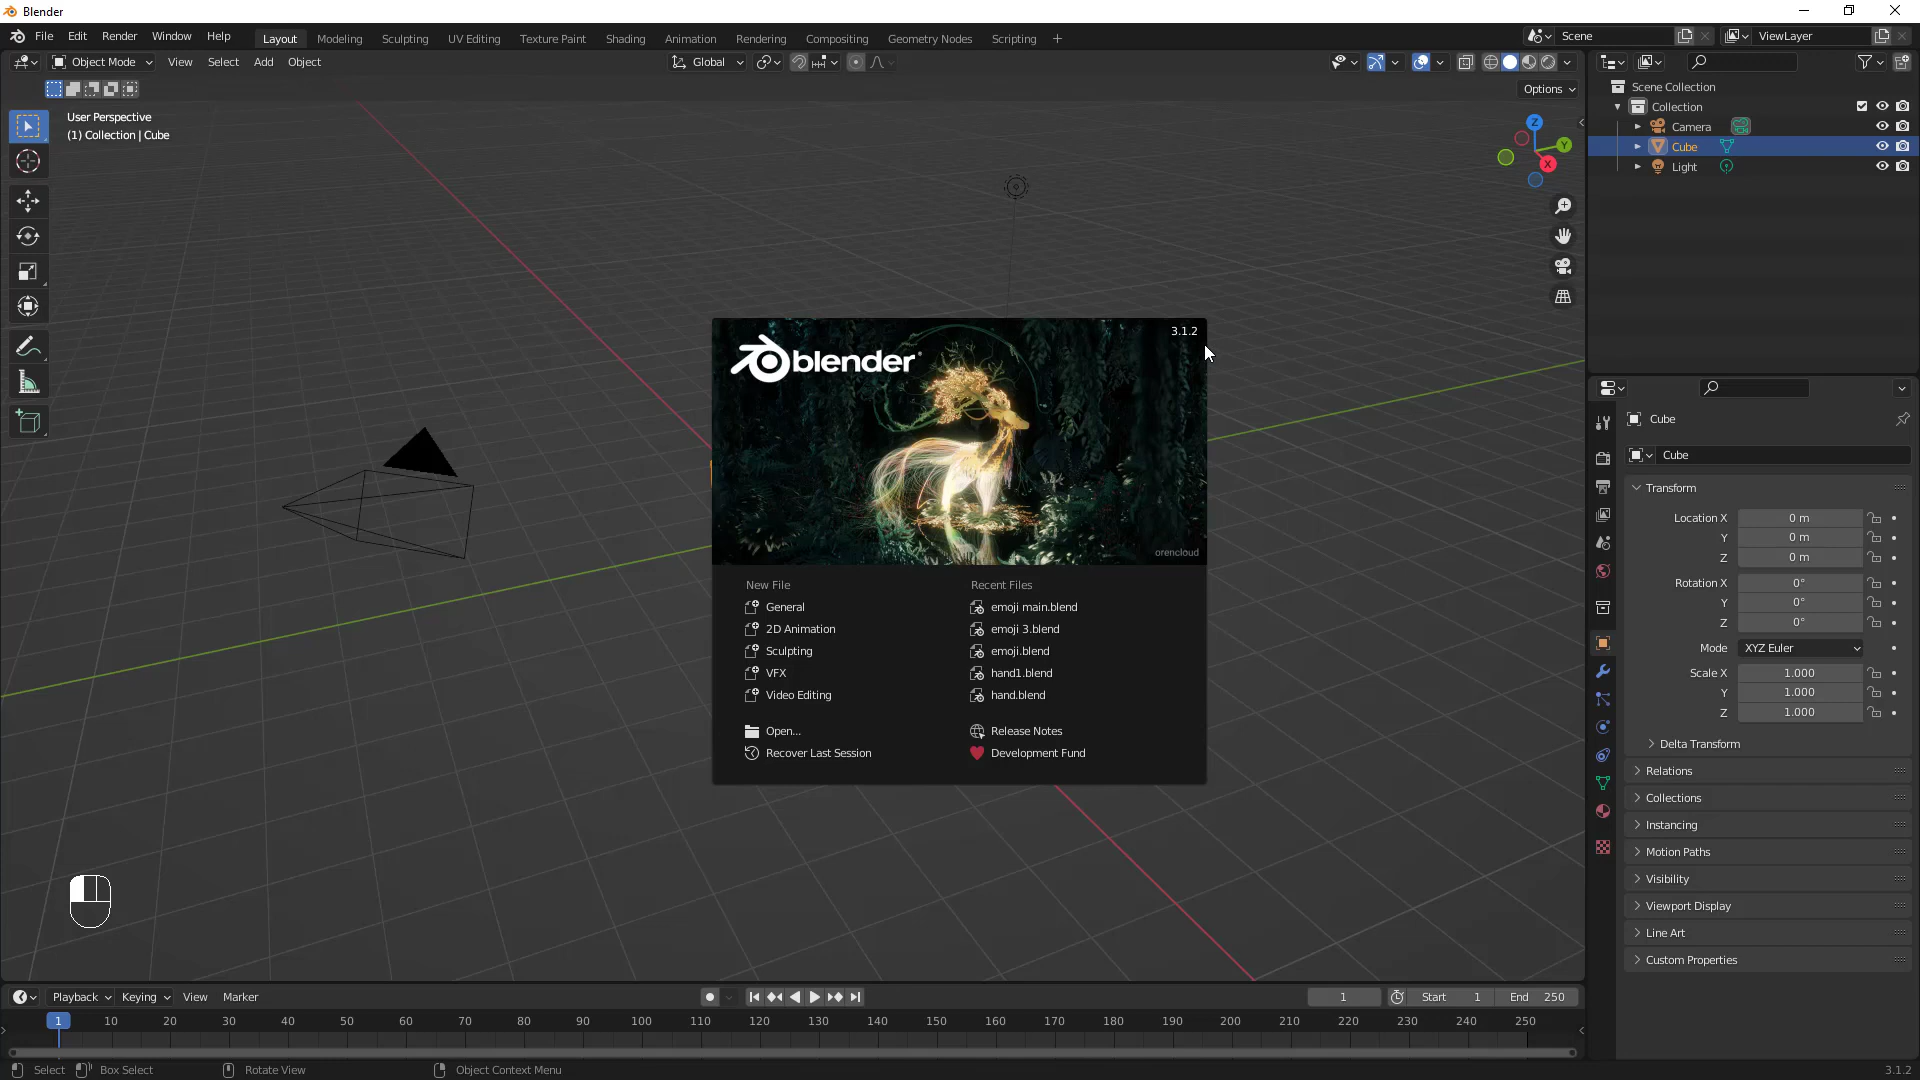 Blender
File Edit Render Window Help Layout Modeling Sculpting UV Editing Texture Paint Shading Animation Rendering Compositing Geometry Nodes Scripting + Scene ViewLayer
Object Mode View Select Add Object Global
Options
User Perspective
(1) Collection | Cube
Z
Y
X
Scene Collection
Collection
Camera
Cube
Light
3.1.2
blender
orencloud
New File
General
2D Animation
Sculpting
VFX
Video Editing
Open...
Recover Last Session
Recent Files
emoji main.blend
emoji 3.blend
emoji.blend
hand1.blend
hand.blend
Release Notes
Development Fund
Cube
Cube
Transform
Location X 0 m
Y 0 m
Z 0 m
Rotation X 0°
Y 0°
Z 0°
Mode XYZ Euler
Scale X 1.000
Y 1.000
Z 1.000
Delta Transform
Relations
Collections
Instancing
Motion Paths
Visibility
Viewport Display
Line Art
Custom Properties
Playback Keying View Marker 1 Start 1 End 250
1 10 20 30 40 50 60 70 80 90 100 110 120 130 140 150 160 170 180 190 200 210 220 230 240 250
Select Box Select Rotate View Object Context Menu 3.1.2